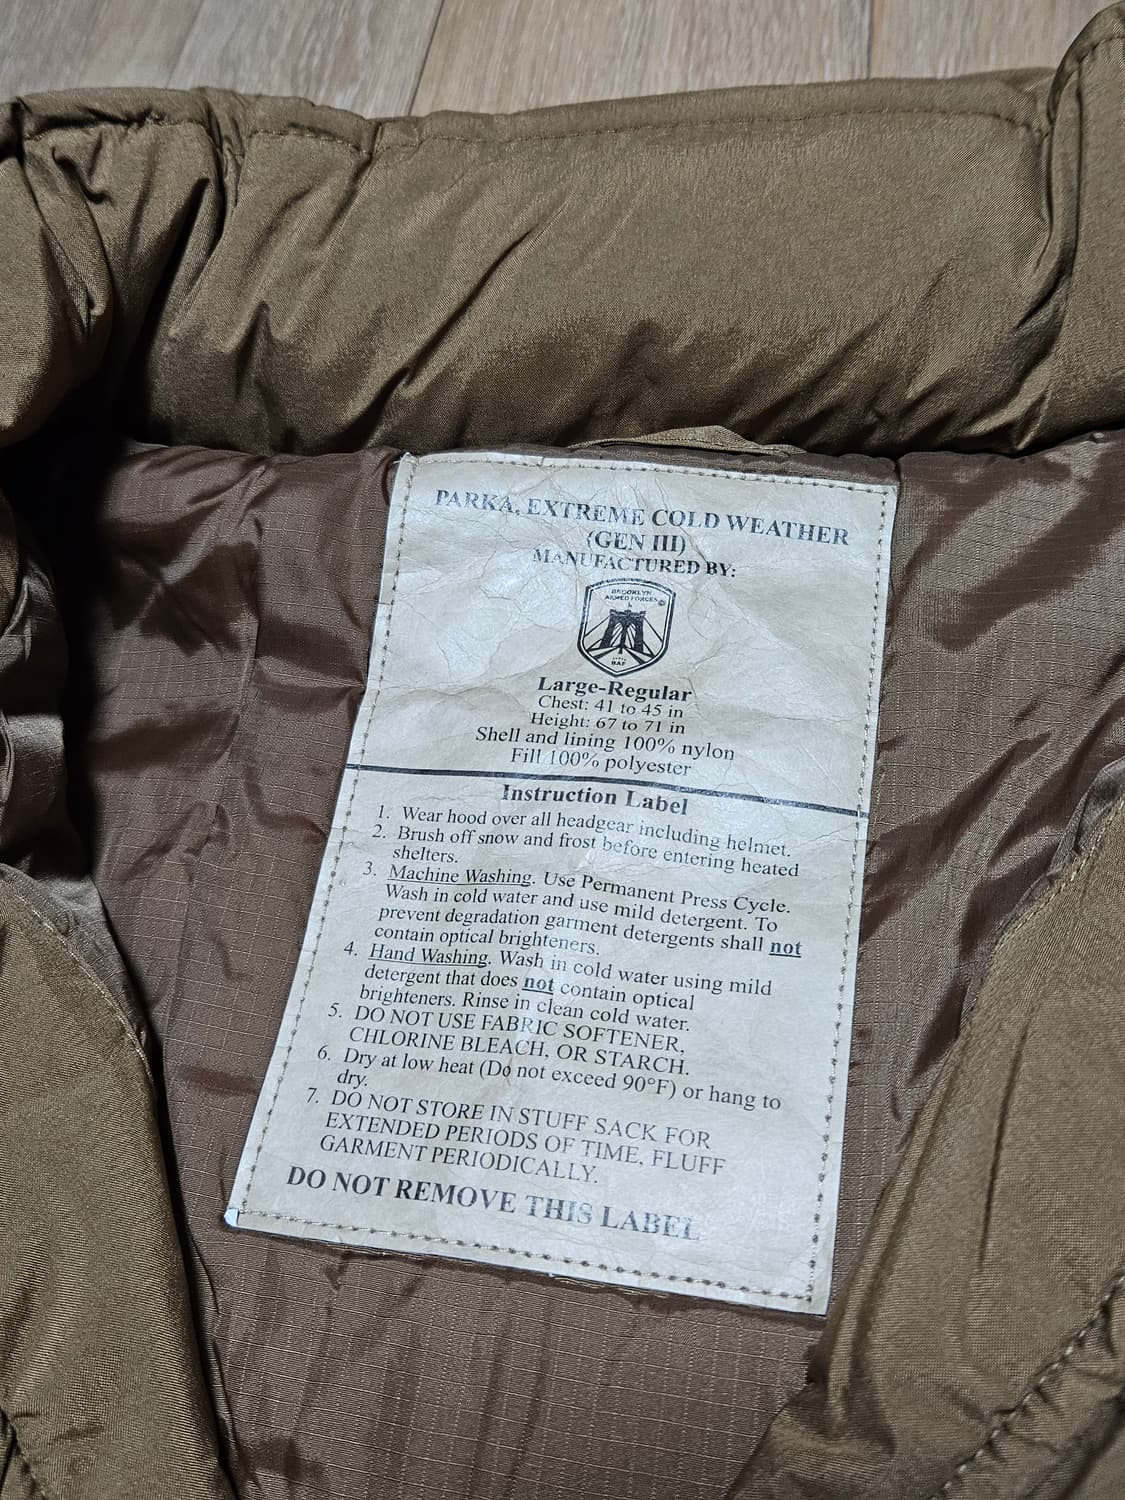 PARKA, EXTREME COLD WEATHER
(GEN III)
MANUFACTURED BY:
BROOKLYN
ARMED FORCES
BAF
Large-Regular
Chest: 41 to 45 in
Height: 67 to 71 in
Shell and lining 100% nylon
Fill 100% polyester
Instruction Label
1. Wear hood over all headgear including helmet.
2. Brush off snow and frost before entering heated
shelters.
3. Machine Washing. Use Permanent Press Cycle.
Wash in cold water and use mild detergent. To
prevent degradation garment detergents shall not
contain optical brighteners.
4. Hand Washing. Wash in cold water using mild
detergent that does not contain optical
brighteners. Rinse in clean cold water.
5. DO NOT USE FABRIC SOFTENER,
CHLORINE BLEACH, OR STARCH.
6. Dry at low heat (Do not exceed 90°F) or hang to
dry.
7. DO NOT STORE IN STUFF SACK FOR
EXTENDED PERIODS OF TIME, FLUFF
GARMENT PERIODICALLY.
DO NOT REMOVE THIS LABEL